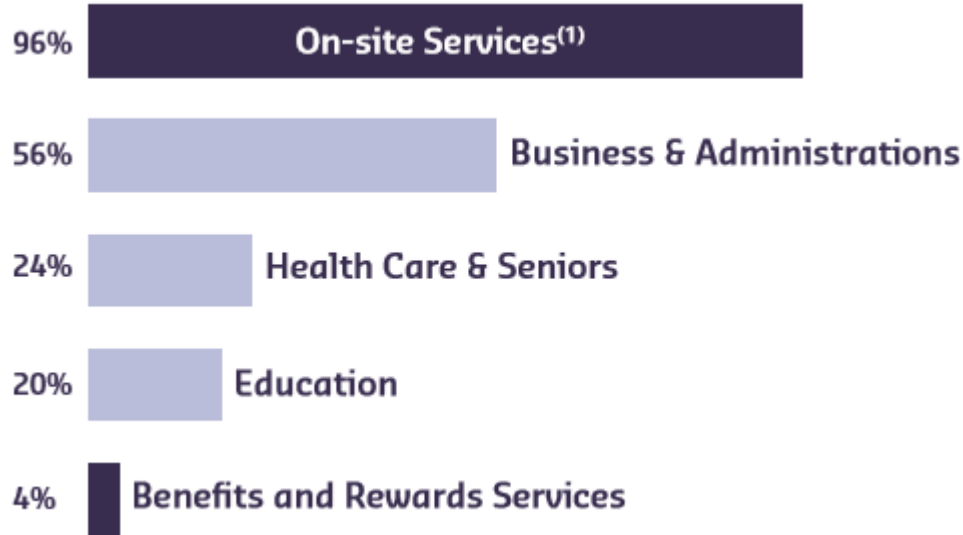 96% On-site Services(1)
56% Business & Administrations
24% Health Care & Seniors
20% Education
4% Benefits and Rewards Services